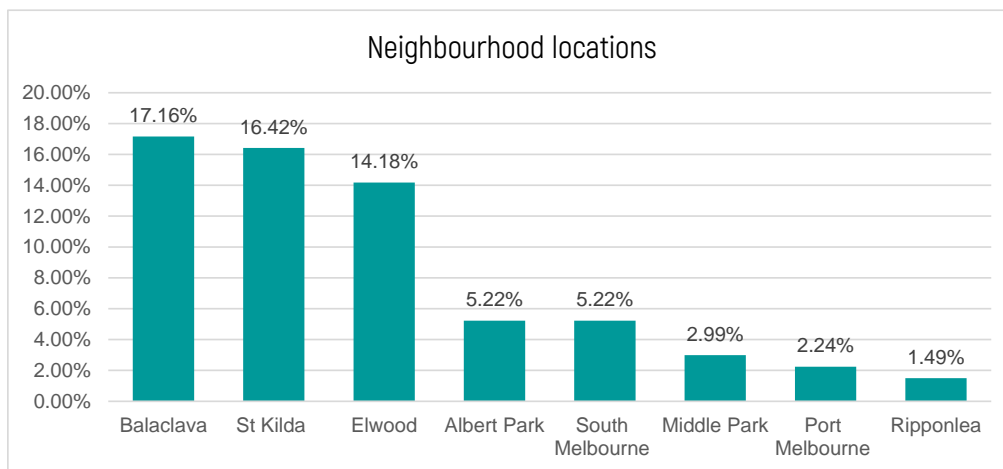 Neighbourhood locations
20.00%
18.00%
16.00%
14.00%
12.00%
10.00%
8.00%
6.00%
4.00%
2.00%
0.00%
17.16%
16.42%
14.18%
5.22%
5.22%
2.99%
2.24%
1.49%
Balaclava
St Kilda
Elwood
Albert Park
South
Melbourne
Middle Park
Port
Melbourne
Ripponlea